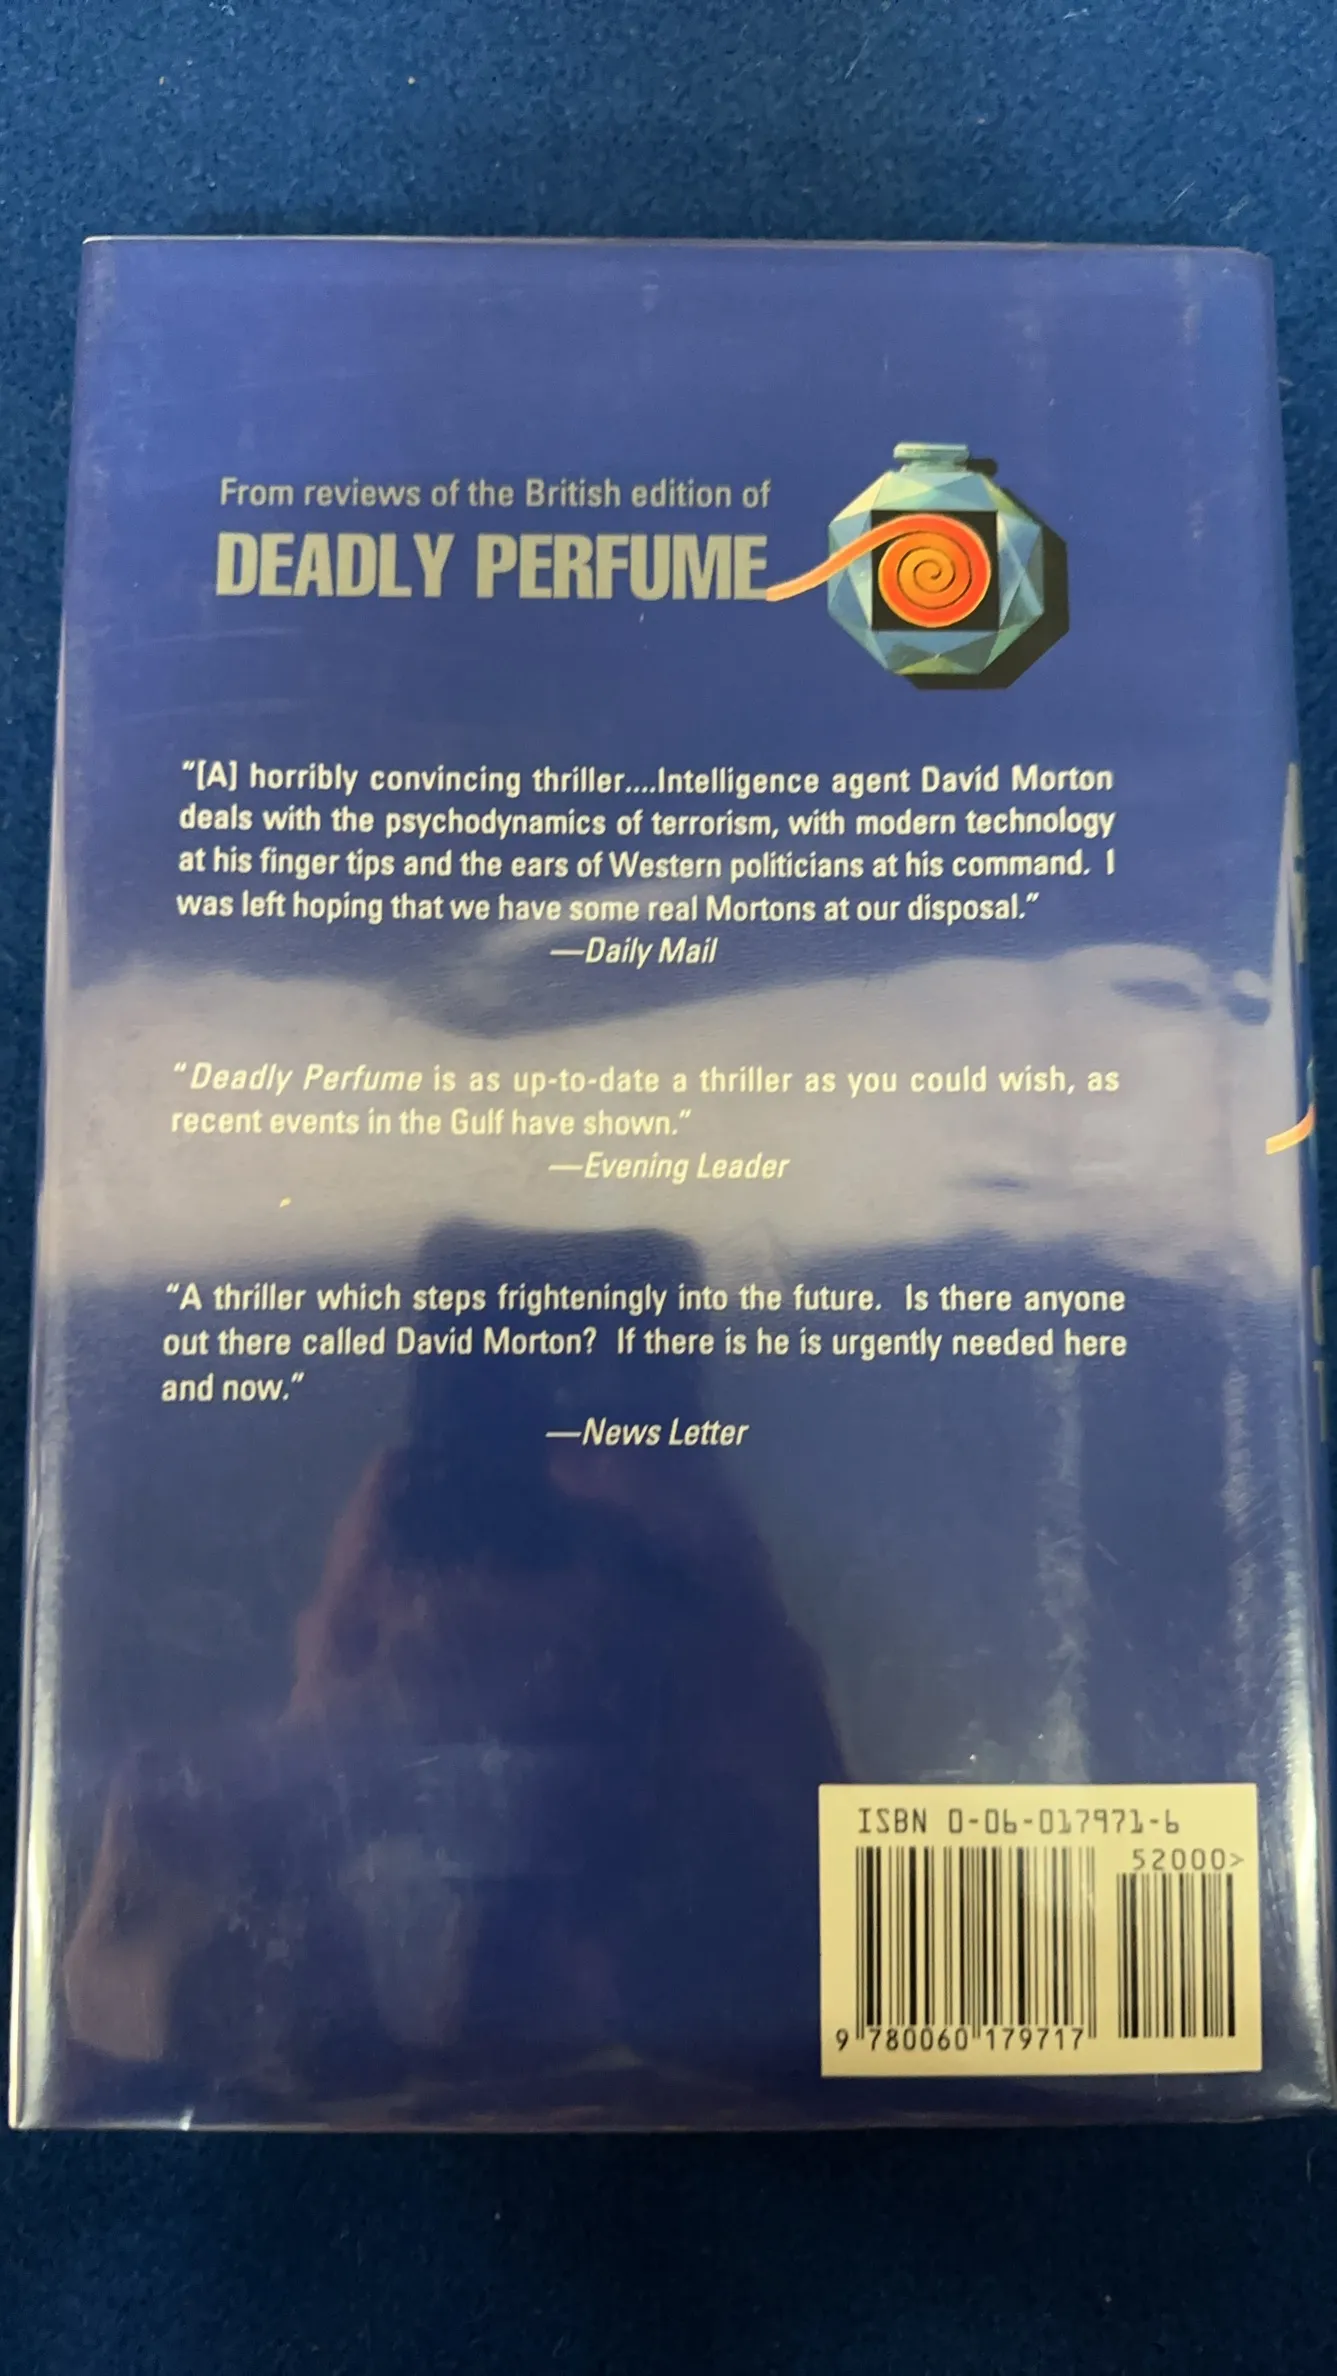 From reviews of the British edition of
DEADLY PERFUME
"[A] horribly convincing thriller....Intelligence agent David Morton
deals with the psychodynamics of terrorism, with modern technology
at his finger tips and the ears of Western politicians at his command. I
was left hoping that we have some real Mortons at our disposal."
—Daily Mail
"Deadly Perfume is as up-to-date a thriller as you could wish, as
recent events in the Gulf have shown."
—Evening Leader
"A thriller which steps frighteningly into the future. Is there anyone
out there called David Morton? If there is he is urgently needed here
and now."
—News Letter
ISBN 0-06-017971-6
52000>
9 780060 179717